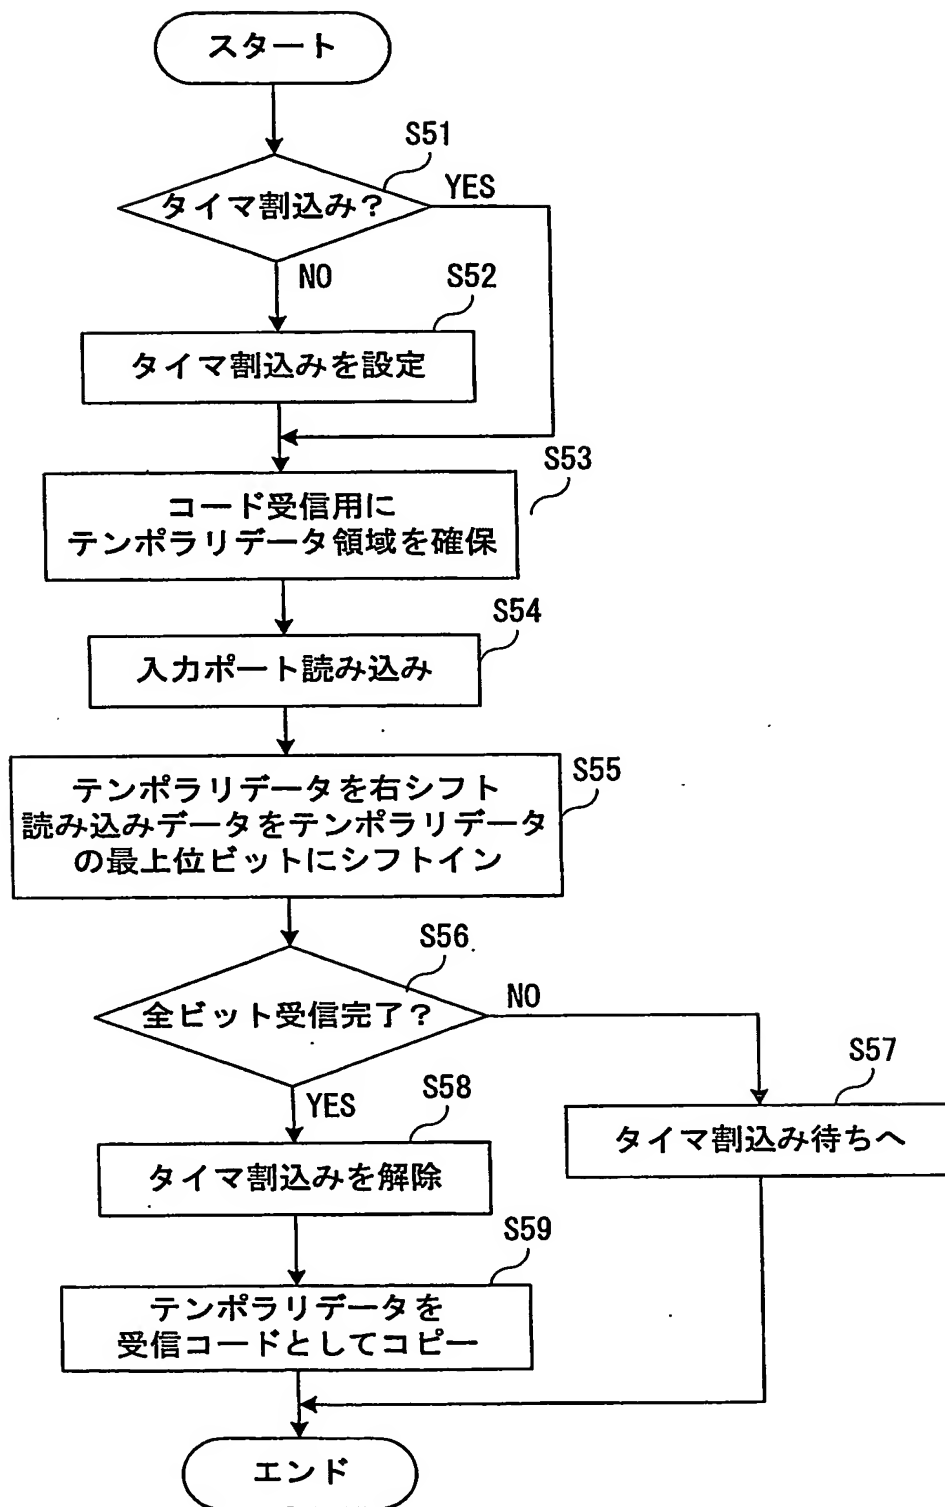 スタート
S51
タイマ割込み?
YES
NO
S52
タイマ割込みを設定
S53
コード受信用に
テンポラリデータ領域を確保
S54
入力ポート読み込み
S55
テンポラリデータを右シフト
読み込みデータをテンポラリデータ
の最上位ビットにシフトイン
S56
全ビット受信完了?
NO
YES
S57
タイマ割込み待ちへ
S58
タイマ割込みを解除
S59
テンポラリデータを
受信コードとしてコピー
エンド